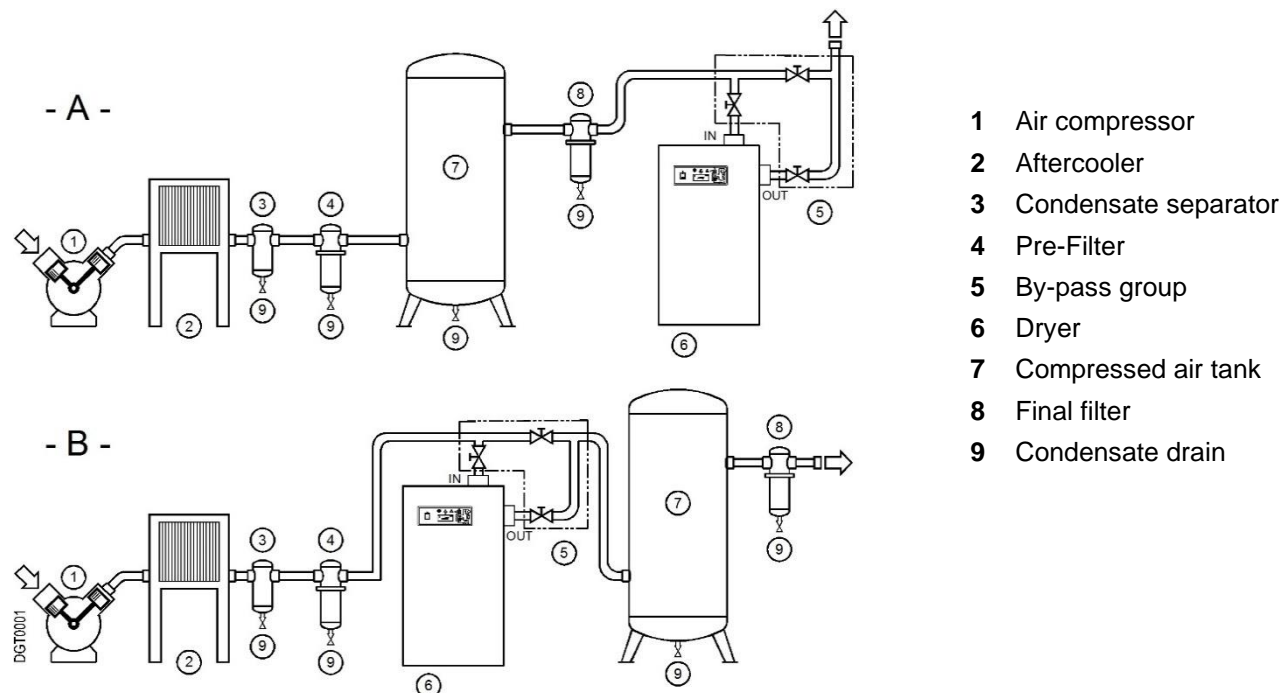 - A -
8
IN
7
3
4
1
9
OUT
5
9
9
2
9
6
1 Air compressor
2 Aftercooler
3 Condensate separator
4 Pre-Filter
5 By-pass group
6 Dryer
7 Compressed air tank
8 Final filter
9 Condensate drain
- B -
8
IN
7
OUT
3
4
5
9
1
9
9
2
9
6
DGT0001